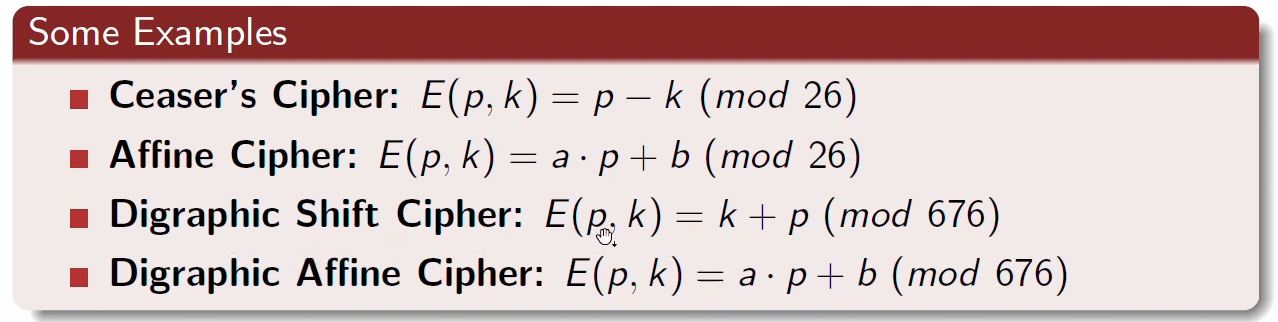 Some Examples
Ceaser's Cipher: E(p, k) = p − k (mod 26)
Affine Cipher: E(p, k) = a · p + b (mod 26)
Digraphic Shift Cipher: E(p, k) = k + p (mod 676)
Digraphic Affine Cipher: E(p, k) = a · p + b (mod 676)